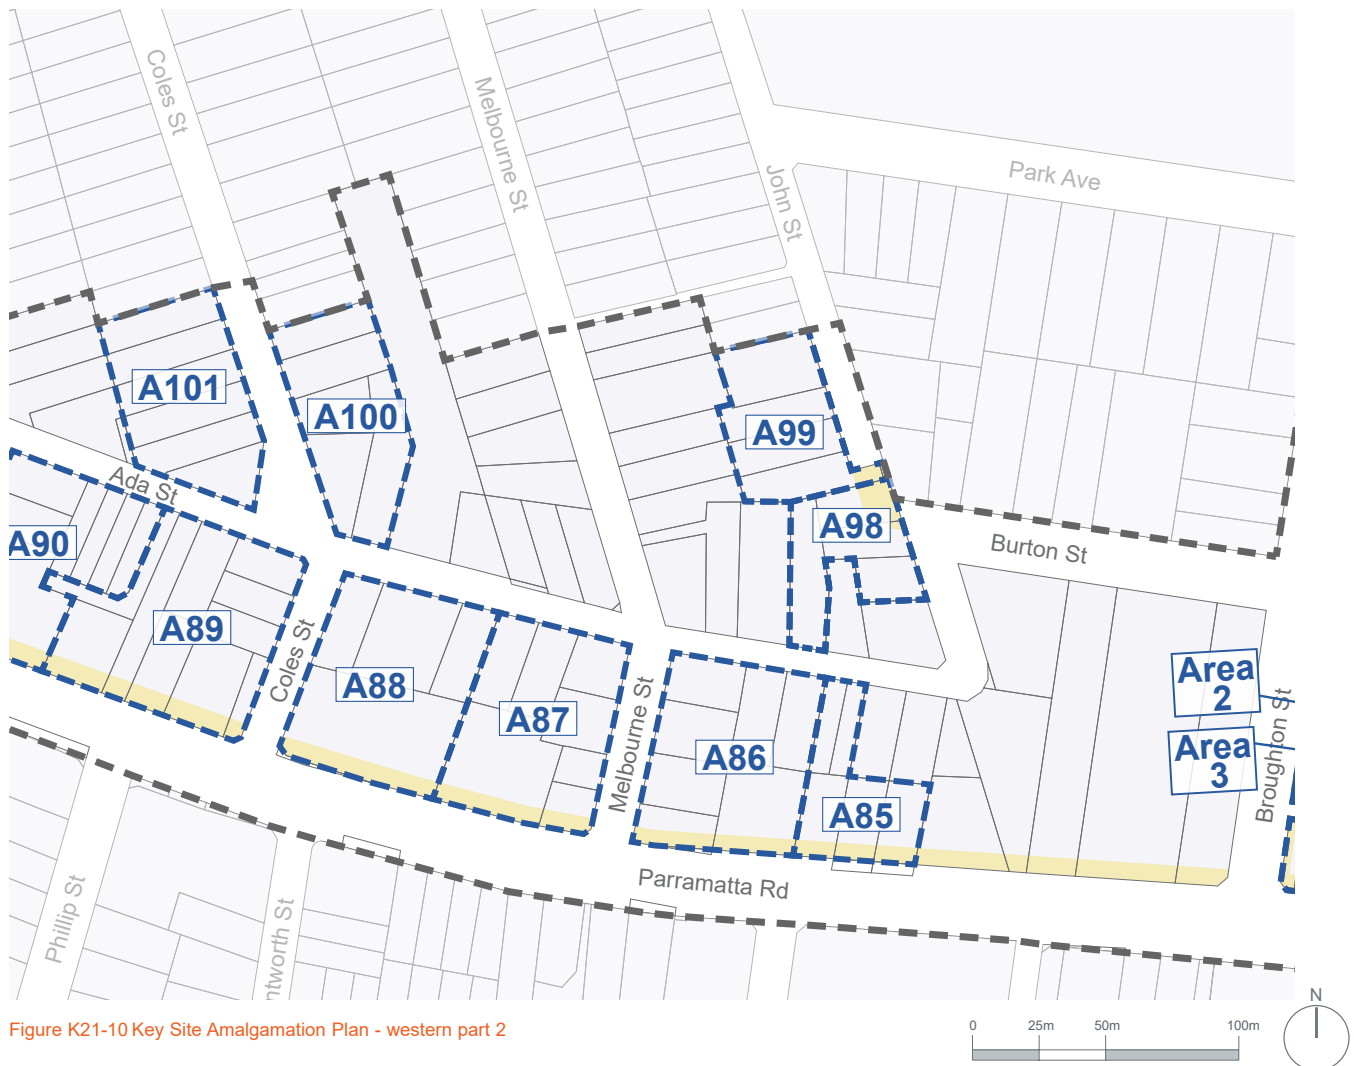 Coles St
Melbourne St
John St
Park Ave
A101
A100
A99
A98
Ada St
A90
A89
Coles St
A88
A87
Melbourne St
A86
A85
Burton St
Area
2
Area
3
Broughton St
Parramatta Rd
Phillip St
ntworth St
Figure K21-10 Key Site Amalgamation Plan - western part 2
0 25m 50m 100m
N